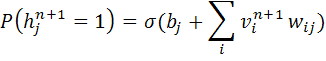 P(h_j^{n+1} = 1) = σ(b_j + ∑_i v_i^{n+1} w_{ij})